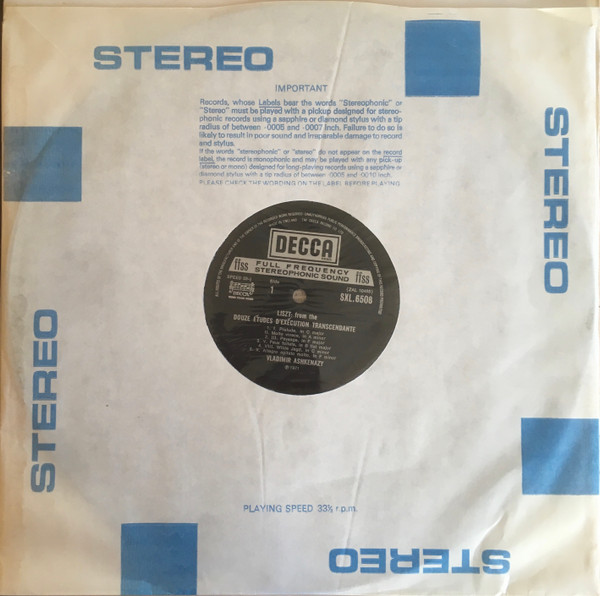 STEREO
IMPORTANT
Records, whose Labels bear the words "Stereophonic" or
"Stereo" must be played with a pickup designed for stereo-
phonic records using a sapphire or diamond stylus with a tip
radius of between ·0005 and ·0007 inch. Failure to do so is
likely to result in poor sound and irreparable damage to record
and stylus.
If the words "stereophonic" or "stereo" do not appear on the record
label, the record is monophonic and may be played with any pick-up
(stereo or mono) designed for long-playing records using a sapphire or
diamond stylus with a tip radius of between ·0005 and ·0010 inch.
PLEASE CHECK THE WORDING ON THE LABEL BEFORE PLAYING
STEREO
DECCA
ffss
FULL FREQUENCY
STEREOPHONIC SOUND
ffss
Side
1
SXL.6508
LISZT: from the
DOUZE ÉTUDES D'EXÉCUTION TRANSCENDANTE
VLADIMIR ASHKENAZY
STEREO
PLAYING SPEED 33⅓ r.p.m.
STEREO